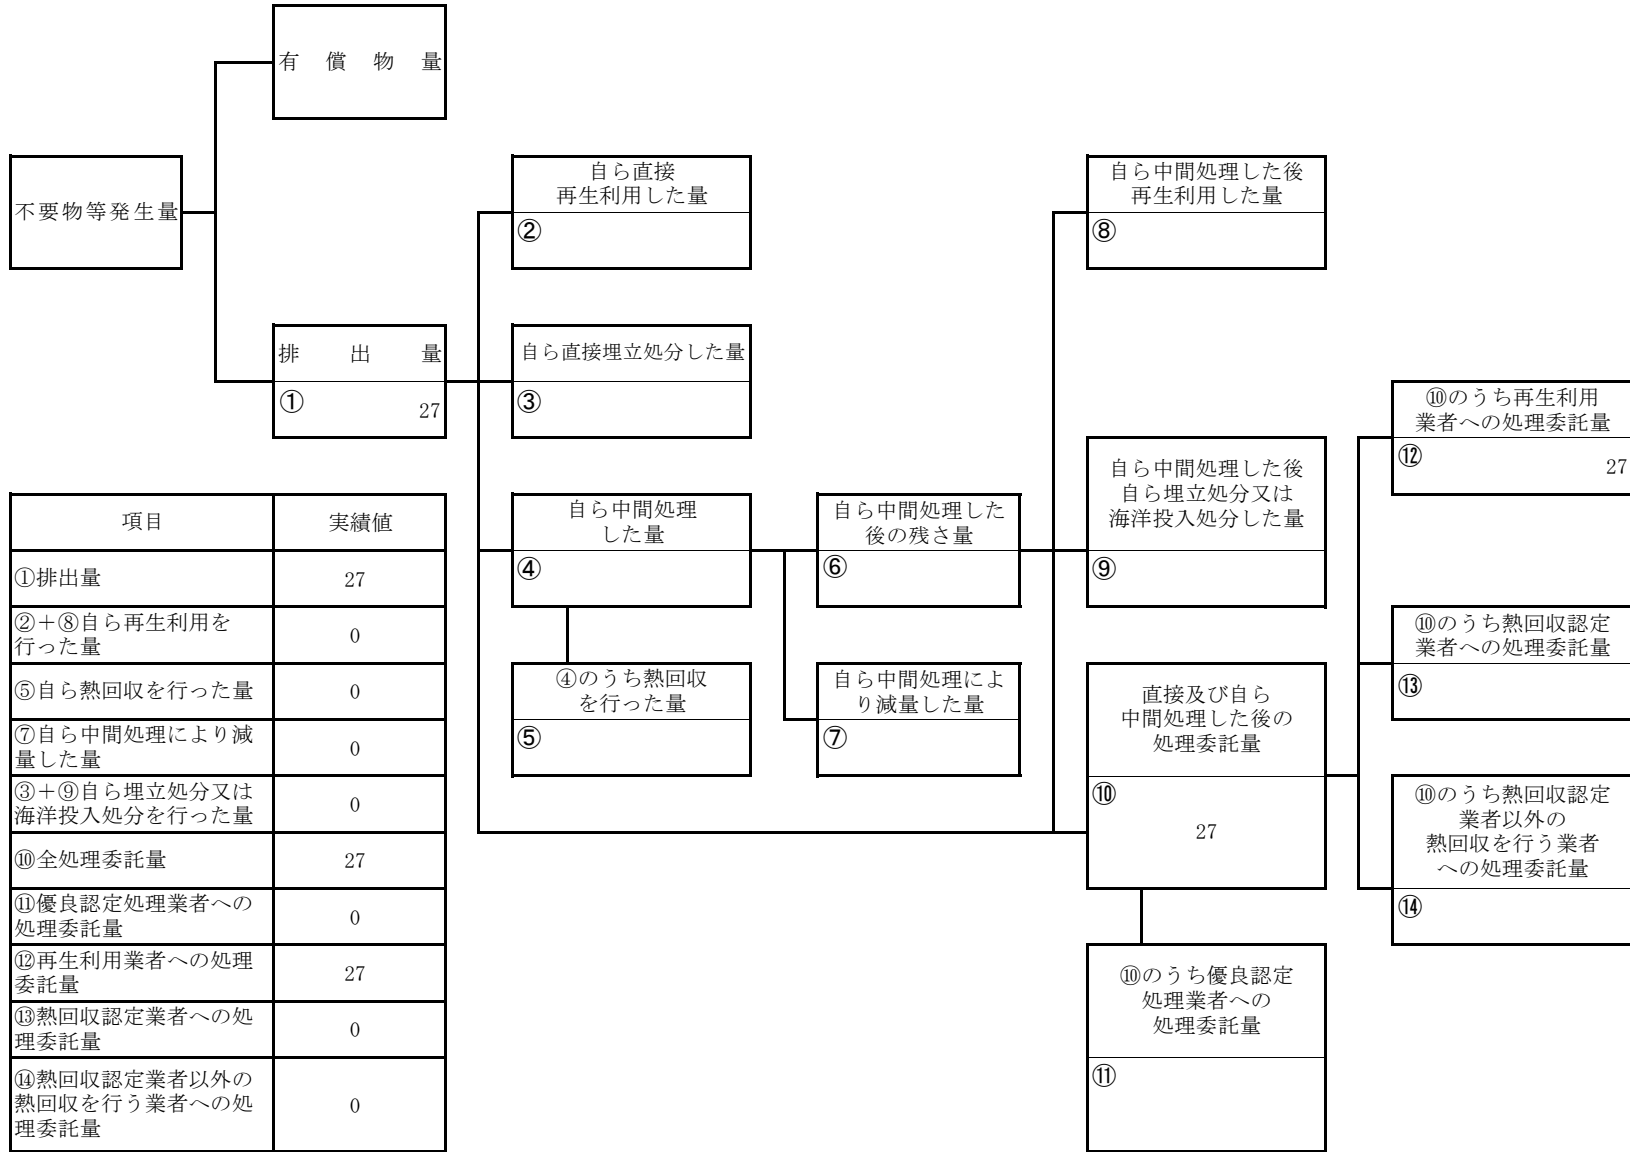 有償物量
不要物等発生量
自ら直接
再生利用した量
②
自ら中間処理した後
再生利用した量
⑧
排出量
①
27
自ら直接埋立処分した量
③
⑩のうち再生利用
業者への処理委託量
⑫
27
自ら中間処理
した量
④
自ら中間処理した
後の残さ量
⑥
自ら中間処理した後
自ら埋立処分又は
海洋投入処分した量
⑨
④のうち熱回収
を行った量
⑤
自ら中間処理によ
り減量した量
⑦
直接及び自ら
中間処理した後の
処理委託量
⑩
27
⑩のうち熱回収認定
業者への処理委託量
⑬
⑩のうち熱回収認定
業者以外の
熱回収を行う業者
への処理委託量
⑭
⑩のうち優良認定
処理業者への
処理委託量
⑪
項目 実績値
①排出量 27
②+⑧自ら再生利用を
行った量 0
⑤自ら熱回収を行った量 0
⑦自ら中間処理により減
量した量 0
③+⑨自ら埋立処分又は
海洋投入処分を行った量 0
⑩全処理委託量 27
⑪優良認定処理業者への
処理委託量 0
⑫再生利用業者への処理
委託量 27
⑬熱回収認定業者への処
理委託量 0
⑭熱回収認定業者以外の
熱回収を行う業者への処
理委託量 0